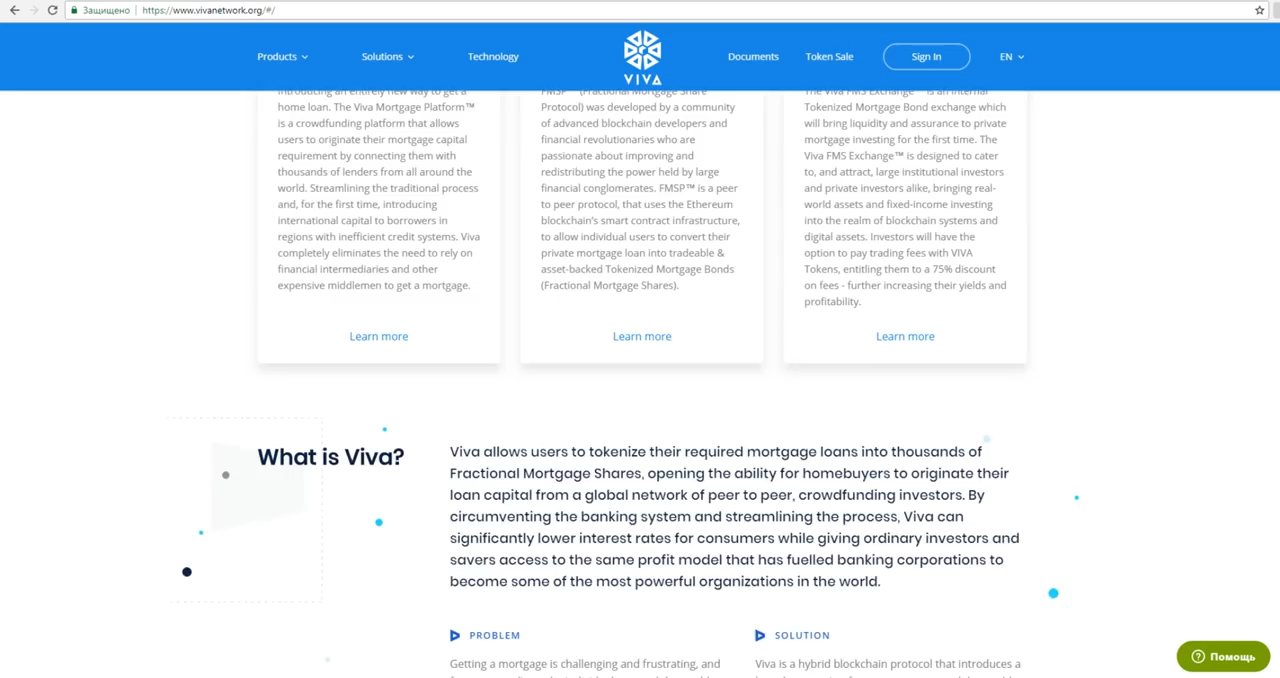 Защищено
https://www.vivanetwork.org/#/
Products
Solutions
Technology
VIVA
Documents
Token Sale
Sign In
EN
introducing an entirely new way to get a
home loan. The Viva Mortgage Platform™
is a crowdfunding platform that allows
users to originate their mortgage capital
requirement by connecting them with
thousands of lenders from all around the
world. Streamlining the traditional process
and, for the first time, introducing
international capital to borrowers in
regions with inefficient credit systems. Viva
completely eliminates the need to rely on
financial intermediaries and other
expensive middlemen to get a mortgage.
Learn more
FMSP™ (Fractional Mortgage Share
Protocol) was developed by a community
of advanced blockchain developers and
financial revolutionaries who are
passionate about improving and
redistributing the power held by large
financial conglomerates. FMSP™ is a peer
to peer protocol, that uses the Ethereum
blockchain's smart contract infrastructure,
to allow individual users to convert their
private mortgage loan into tradeable &
asset-backed Tokenized Mortgage Bonds
(Fractional Mortgage Shares).
Learn more
The Viva FMS Exchange™ is an internal
Tokenized Mortgage Bond exchange which
will bring liquidity and assurance to private
mortgage investing for the first time. The
Viva FMS Exchange™ is designed to cater
to, and attract, large institutional investors
and private investors alike, bringing real-
world assets and fixed-income investing
into the realm of blockchain systems and
digital assets. Investors will have the
option to pay trading fees with VIVA
Tokens, entitling them to a 75% discount
on fees - further increasing their yields and
profitability.
Learn more
What is Viva?
Viva allows users to tokenize their required mortgage loans into thousands of
Fractional Mortgage Shares, opening the ability for homebuyers to originate their
loan capital from a global network of peer to peer, crowdfunding investors. By
circumventing the banking system and streamlining the process, Viva can
significantly lower interest rates for consumers while giving ordinary investors and
savers access to the same profit model that has fuelled banking corporations to
become some of the most powerful organizations in the world.
PROBLEM
Getting a mortgage is challenging and frustrating, and
SOLUTION
Viva is a hybrid blockchain protocol that introduces a
Помощь